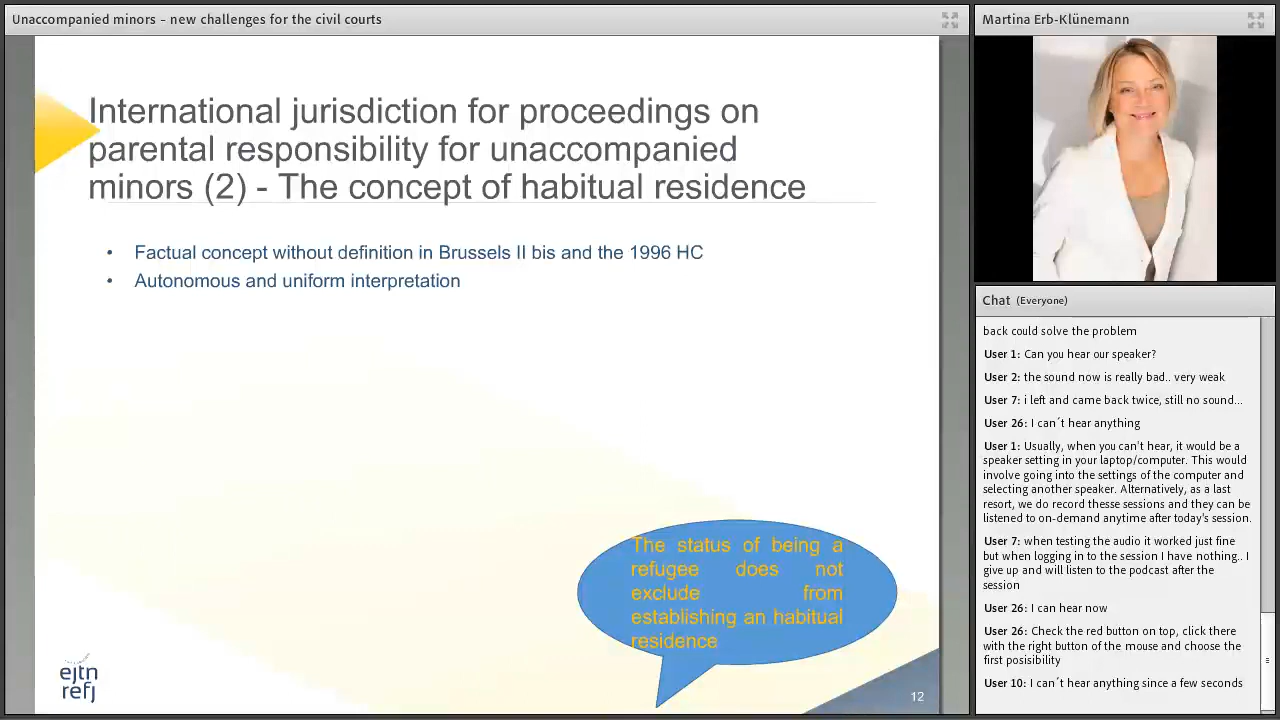 Unaccompanied minors – new challenges for the civil courts
International jurisdiction for proceedings on
parental responsibility for unaccompanied
minors (2) - The concept of habitual residence
• Factual concept without definition in Brussels II bis and the 1996 HC
• Autonomous and uniform interpretation
The status of being a
refugee does not
exclude from
establishing an habitual
residence
ejtn
refj
12
Martina Erb-Klünemann
Chat (Everyone)
back could solve the problem
User 1: Can you hear our speaker?
User 2: the sound now is really bad.. very weak
User 7: i left and came back twice, still no sound...
User 26: I can´t hear anything
User 1: Usually, when you can't hear, it would be a
speaker setting in your laptop/computer. This would
involve going into the settings of the computer and
selecting another speaker. Alternatively, as a last
resort, we do record thesse sessions and they can be
listened to on-demand anytime after today's session.
User 7: when testing the audio it worked just fine
but when logging in to the session I have nothing.. I
give up and will listen to the podcast after the
session
User 26: I can hear now
User 26: Check the red button on top, click there
with the right button of the mouse and choose the
first posisibility
User 10: I can´t hear anything since a few seconds